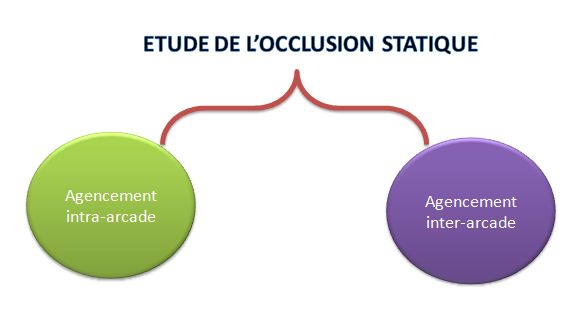 ETUDE DE L’OCCLUSION STATIQUE
Agencement
intra-arcade
Agencement
inter-arcade